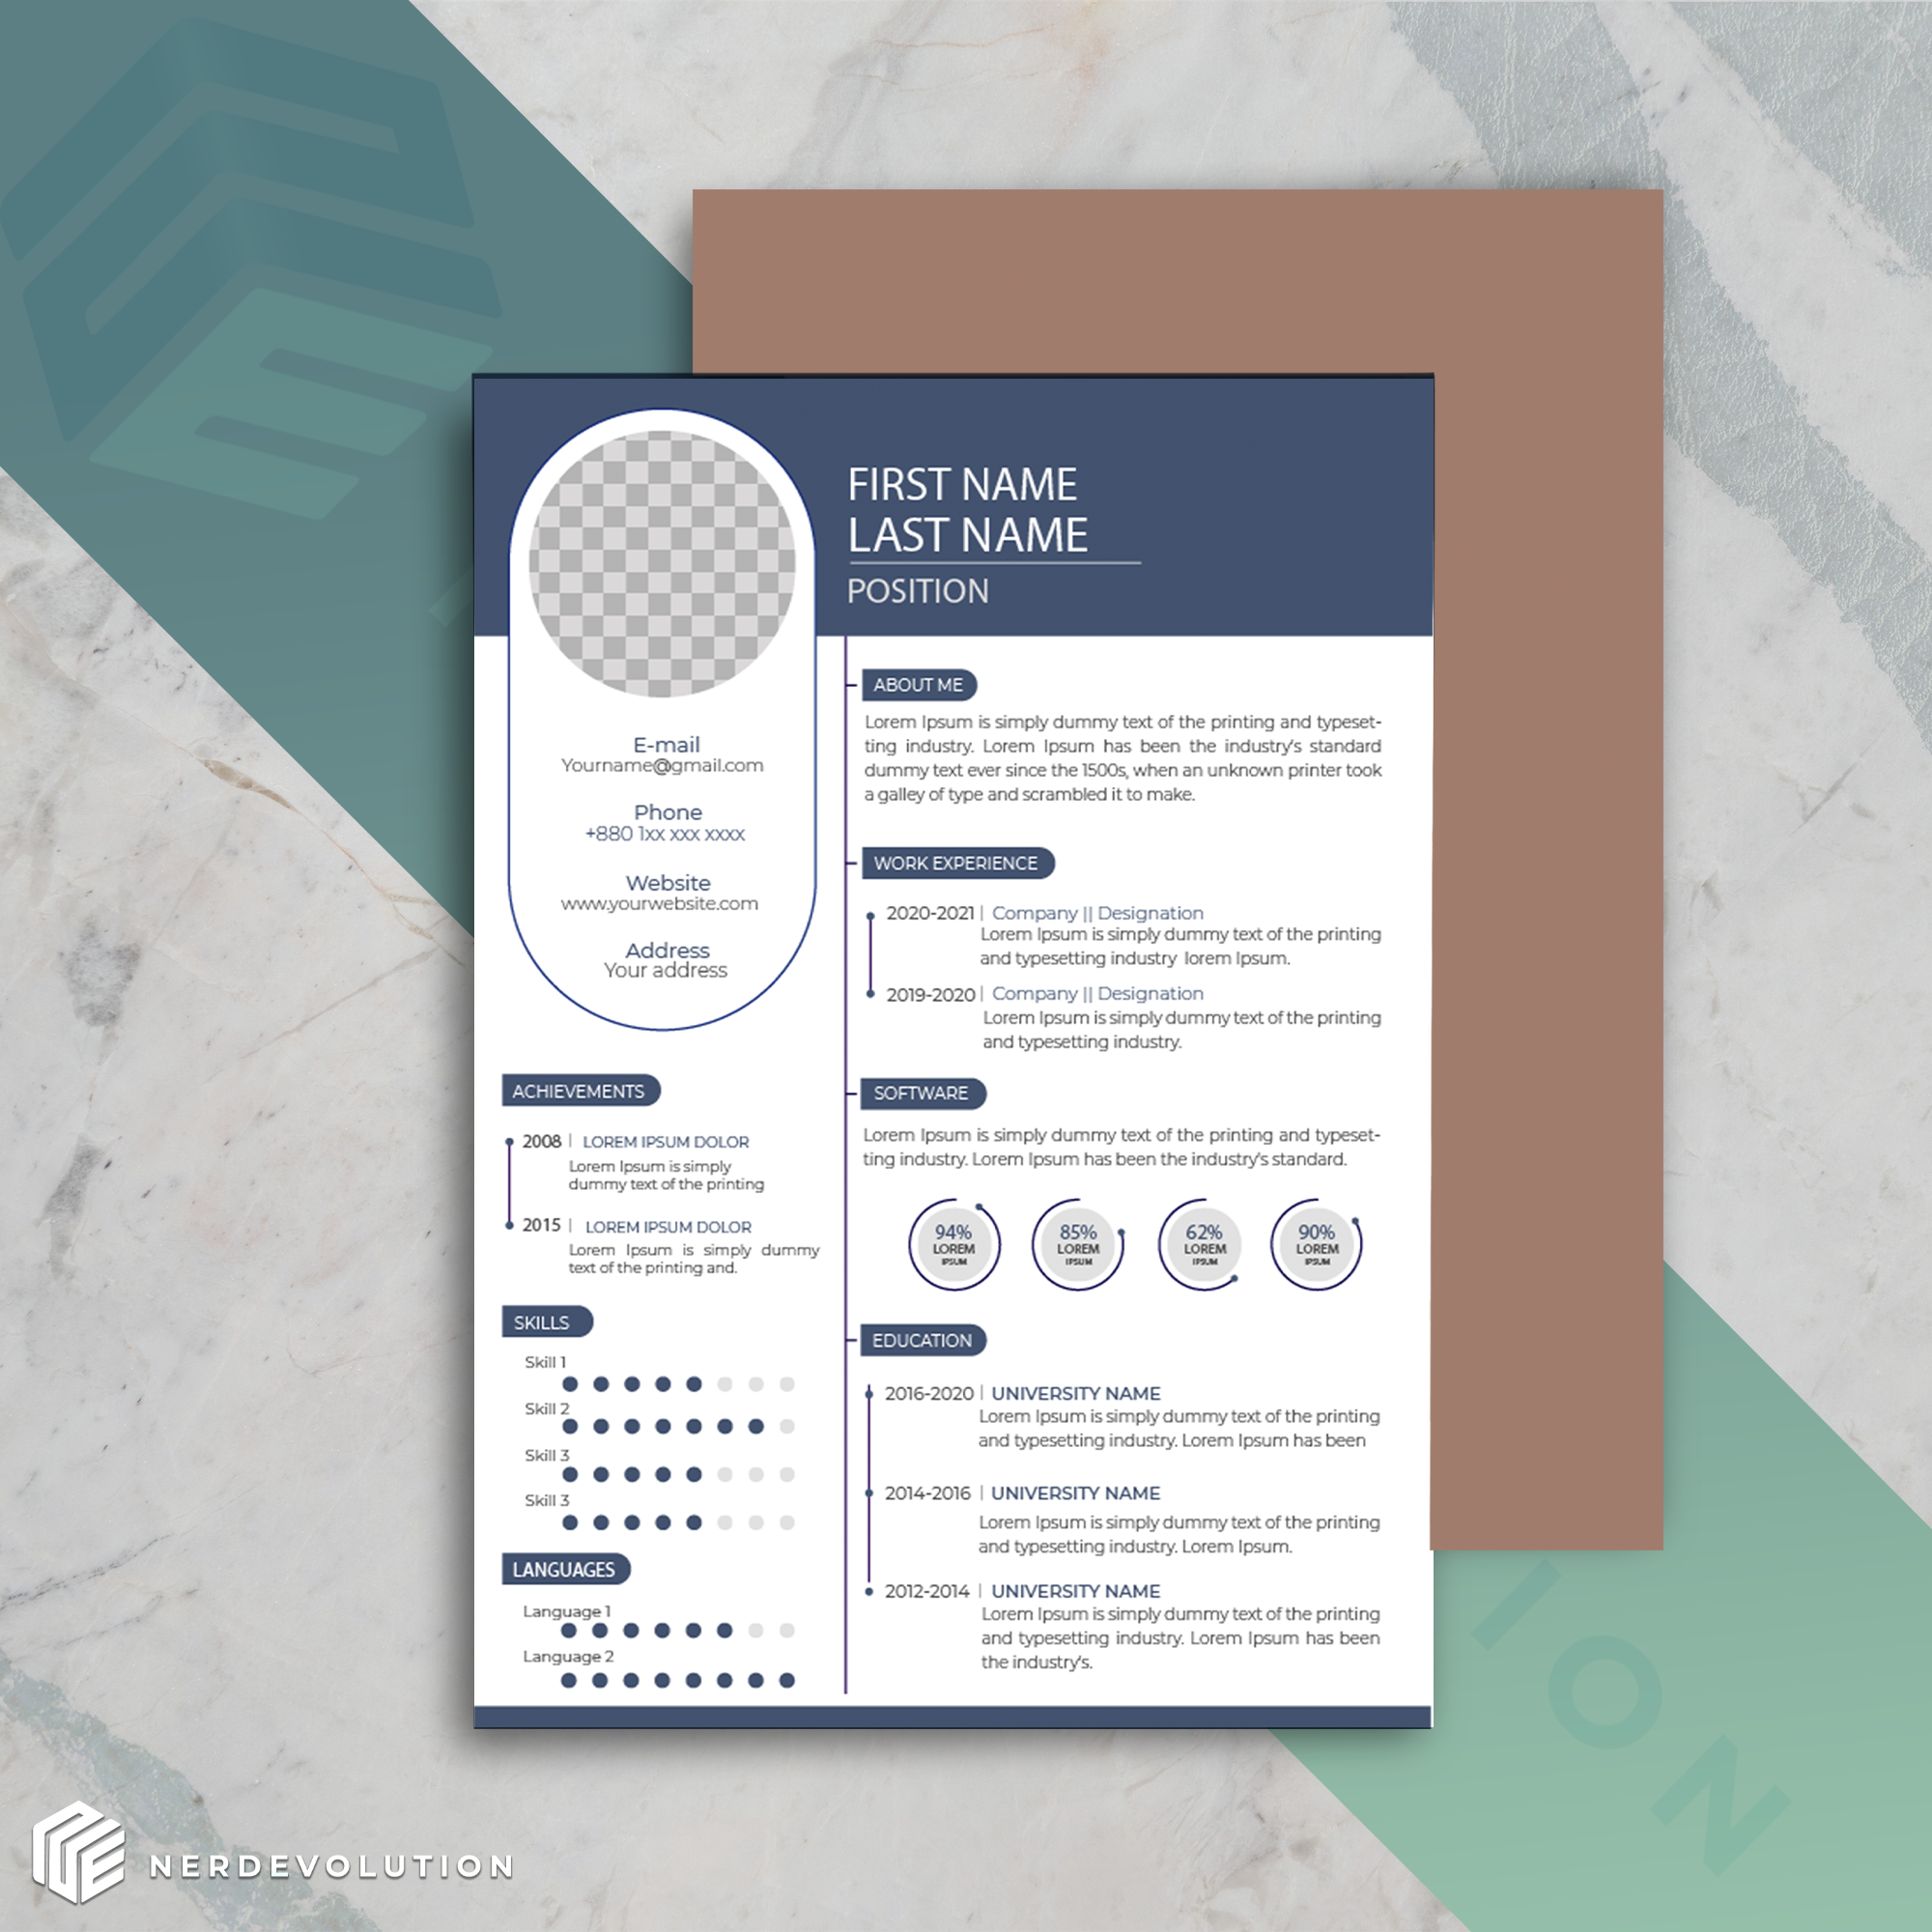 FIRST NAME
LAST NAME
POSITION
E-mail
Yourname@gmail.com
Phone
+880 1xx xxx xxxx
Website
www.yourwebsite.com
Address
Your address
ACHIEVEMENTS
2008 | LOREM IPSUM DOLOR
Lorem Ipsum is simply
dummy text of the printing
2015 | LOREM IPSUM DOLOR
Lorem Ipsum is simply dummy
text of the printing and.
SKILLS
Skill 1
Skill 2
Skill 3
Skill 3
LANGUAGES
Language 1
Language 2
ABOUT ME
Lorem Ipsum is simply dummy text of the printing and typeset-
ting industry. Lorem Ipsum has been the industry's standard
dummy text ever since the 1500s, when an unknown printer took
a galley of type and scrambled it to make.
WORK EXPERIENCE
2020-2021 | Company || Designation
Lorem Ipsum is simply dummy text of the printing
and typesetting industry lorem Ipsum.
2019-2020 | Company || Designation
Lorem Ipsum is simply dummy text of the printing
and typesetting industry.
SOFTWARE
Lorem Ipsum is simply dummy text of the printing and typeset-
ting industry. Lorem Ipsum has been the industry's standard.
94%
LOREM
IPSUM
85%
LOREM
IPSUM
62%
LOREM
IPSUM
90%
LOREM
IPSUM
EDUCATION
2016-2020 | UNIVERSITY NAME
Lorem Ipsum is simply dummy text of the printing
and typesetting industry. Lorem Ipsum has been
2014-2016 | UNIVERSITY NAME
Lorem Ipsum is simply dummy text of the printing
and typesetting industry. Lorem Ipsum.
2012-2014 | UNIVERSITY NAME
Lorem Ipsum is simply dummy text of the printing
and typesetting industry. Lorem Ipsum has been
the industry's.
ION
NERDEVOLUTION